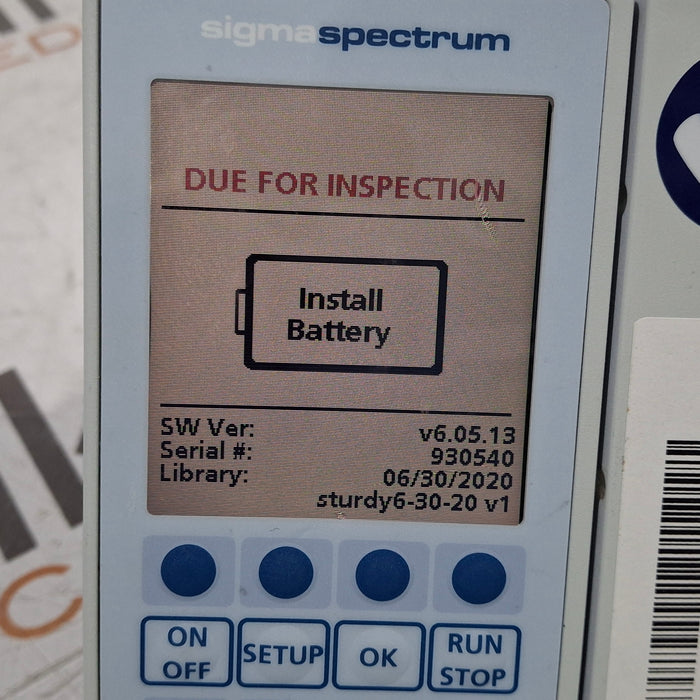 sigmaspectrum
DUE FOR INSPECTION
Install
Battery
SW Ver: v6.05.13
Serial #: 930540
Library: 06/30/2020
sturdy6-30-20 v1
ON
OFF
SETUP
OK
RUN
STOP